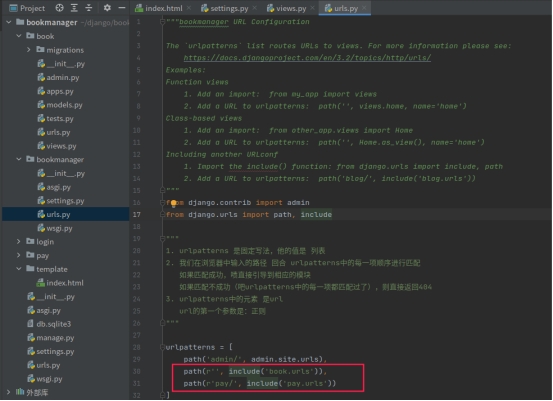 Project
index.html
settings.py
views.py
urls.py
bookmanager ~/django/book
book
migrations
__init__.py
admin.py
apps.py
models.py
tests.py
urls.py
views.py
bookmanager
__init__.py
asgi.py
settings.py
urls.py
wsgi.py
login
pay
template
index.html
__init__.py
asgi.py
db.sqlite3
manage.py
settings.py
urls.py
wsgi.py
外部库
1 """bookmanager URL Configuration
2
3
4 The `urlpatterns` list routes URLs to views. For more information please see:
https://docs.djangoproject.com/en/3.2/topics/http/urls/
5 Examples:
6 Function views
7 1. Add an import:  from my_app import views
8 2. Add a URL to urlpatterns:  path('', views.home, name='home')
9 Class-based views
10 1. Add an import:  from other_app.views import Home
11 2. Add a URL to urlpatterns:  path('', Home.as_view(), name='home')
12 Including another URLconf
13 1. Import the include() function: from django.urls import include, path
14 2. Add a URL to urlpatterns:  path('blog/', include('blog.urls'))
15 """
16 from django.contrib import admin
17 from django.urls import path, include
"""
1. urlpatterns 是固定写法，他的值是 列表
2. 我们在浏览器中输入的路径 回合 urlpatterns中的每一项顺序进行匹配
如果匹配成功，喷直接引导到相应的模块
如果匹配不成功（吧urlpatterns中的每一项都匹配过了），则直接返回404
3. urlpatterns中的元素 是url
url的第一个参数是：正则
"""
urlpatterns = [
path('admin/', admin.site.urls),
path(r'', include('book.urls')),
path(r'pay/', include('pay.urls'))
]